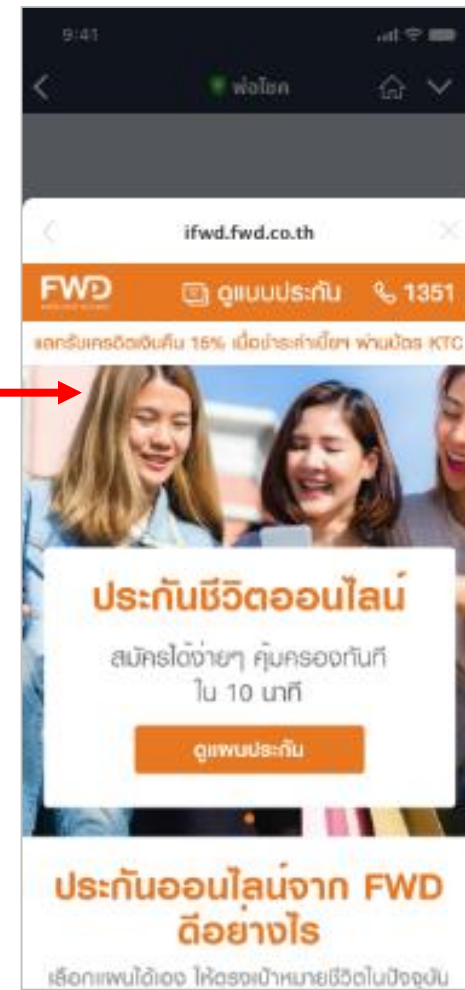 9:41
พ่อโชค
ifwd.fwd.co.th
FWD
ดูแบบประกัน
1351
แลกรับเครดิตเงินคืน 15% เมื่อชำระค่าเบี้ยฯ ผ่านบัตร KTC
ประกันชีวิตออนไลน์
สมัครได้ง่ายๆ คุ้มครองทันที
ใน 10 นาที
ดูแผนประกัน
ประกันออนไลน์จาก FWD
ดีอย่างไร
เลือกแผนได้เอง ให้ตรงเป้าหมายชีวิตในปัจจุบัน